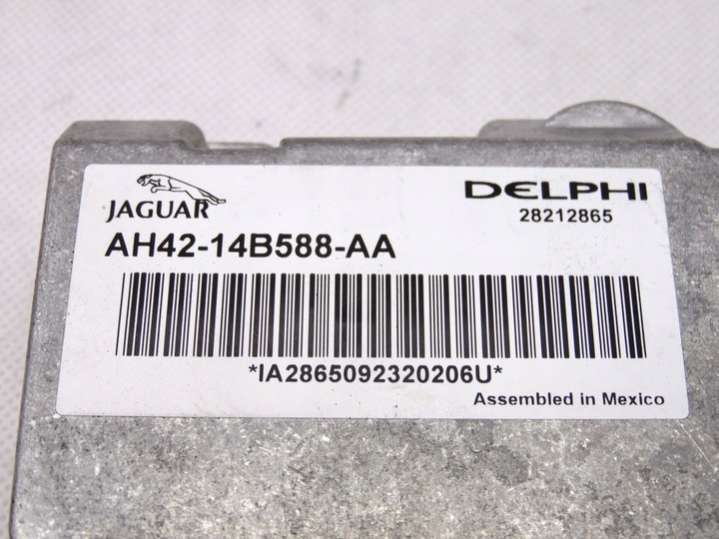 JAGUAR
DELPHI
28212865
AH42-14B588-AA
*IA2865092320206U*
Assembled in Mexico